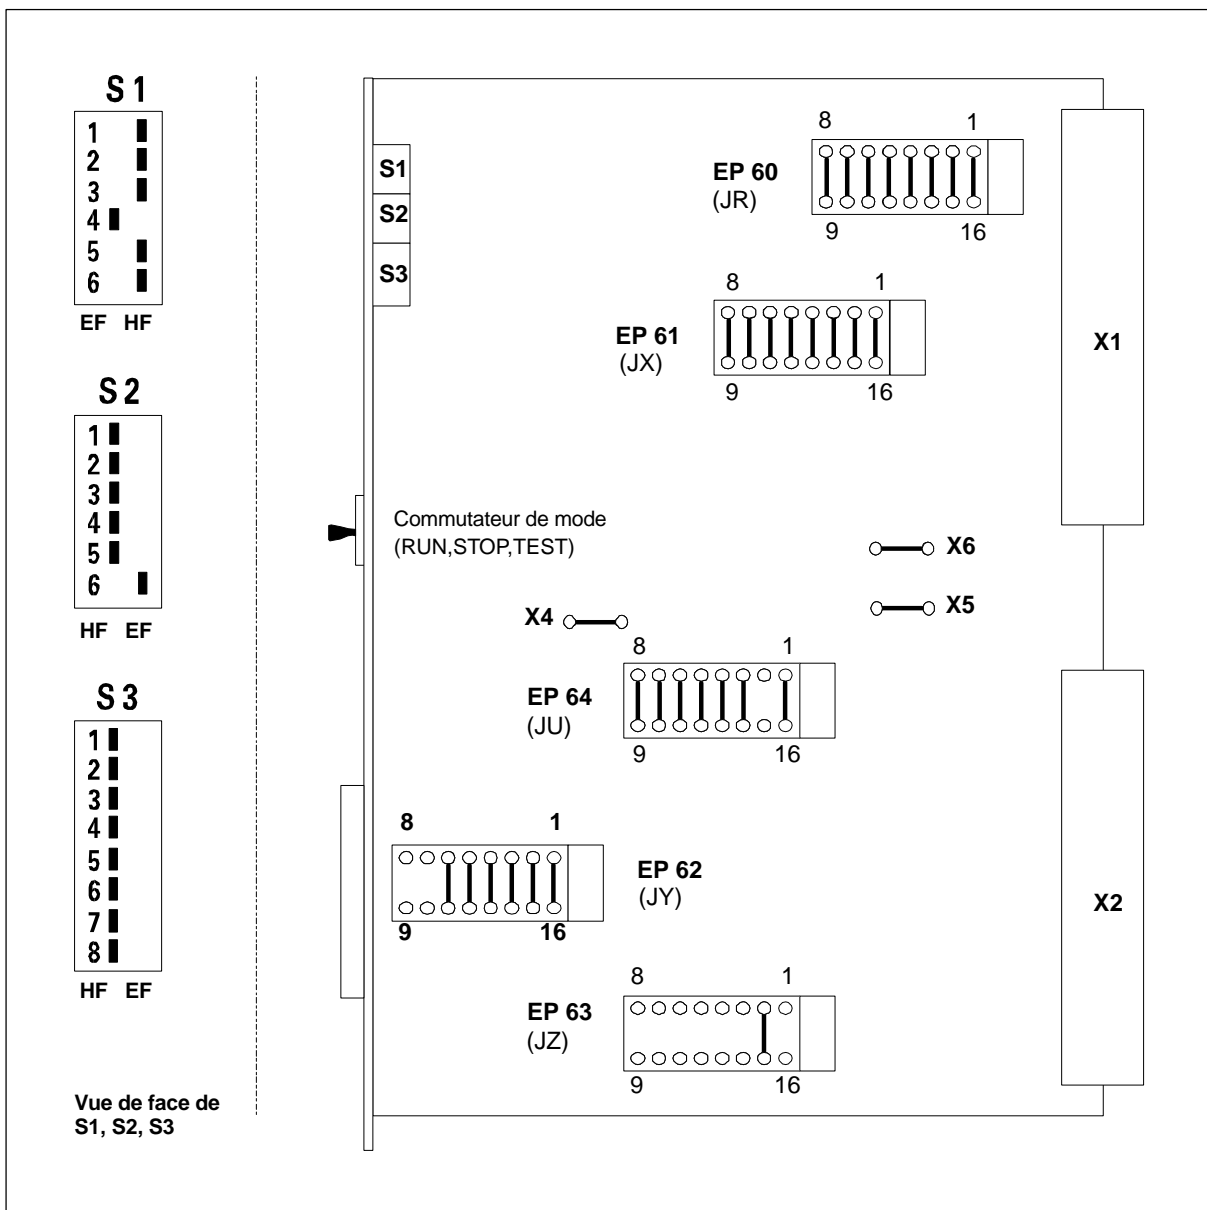 S 1
1
2
3
4
5
6
EF HF
S 2
1
2
3
4
5
6
HF EF
S 3
1
2
3
4
5
6
7
8
HF EF
Vue de face de
S1, S2, S3
S1
S2
S3
8 1
EP 60
(JR)
9 16
8 1
EP 61
(JX)
9 16
X1
Commutateur de mode
(RUN,STOP,TEST)
X6
X5
X4
8 1
EP 64
(JU)
9 16
8 1
EP 62
(JY)
9 16
X2
8 1
EP 63
(JZ)
9 16